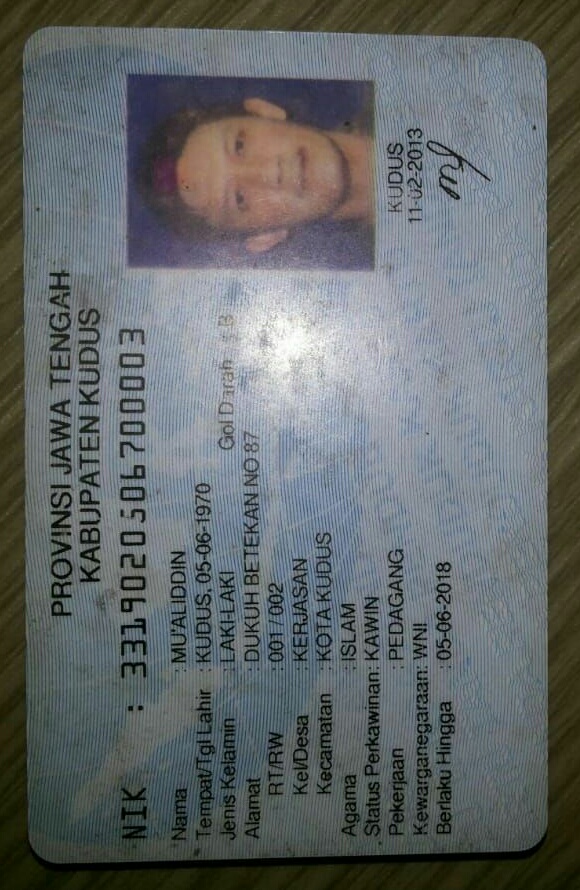 PROVINSI JAWA TENGAH
KABUPATEN KUDUS
NIK : 3319020506700003
Nama : MU'ALIDDIN
Tempat/Tgl Lahir : KUDUS, 05-06-1970
Jenis Kelamin : LAKI-LAKI Gol Darah : B
Alamat : DUKUH BETEKAN NO 87
RT/RW : 001/002
Kel/Desa : KERJASAN
Kecamatan : KOTA KUDUS
Agama : ISLAM
Status Perkawinan: KAWIN
Pekerjaan : PEDAGANG
Kewarganegaraan: WNI
Berlaku Hingga : 05-06-2018
KUDUS
11-02-2013